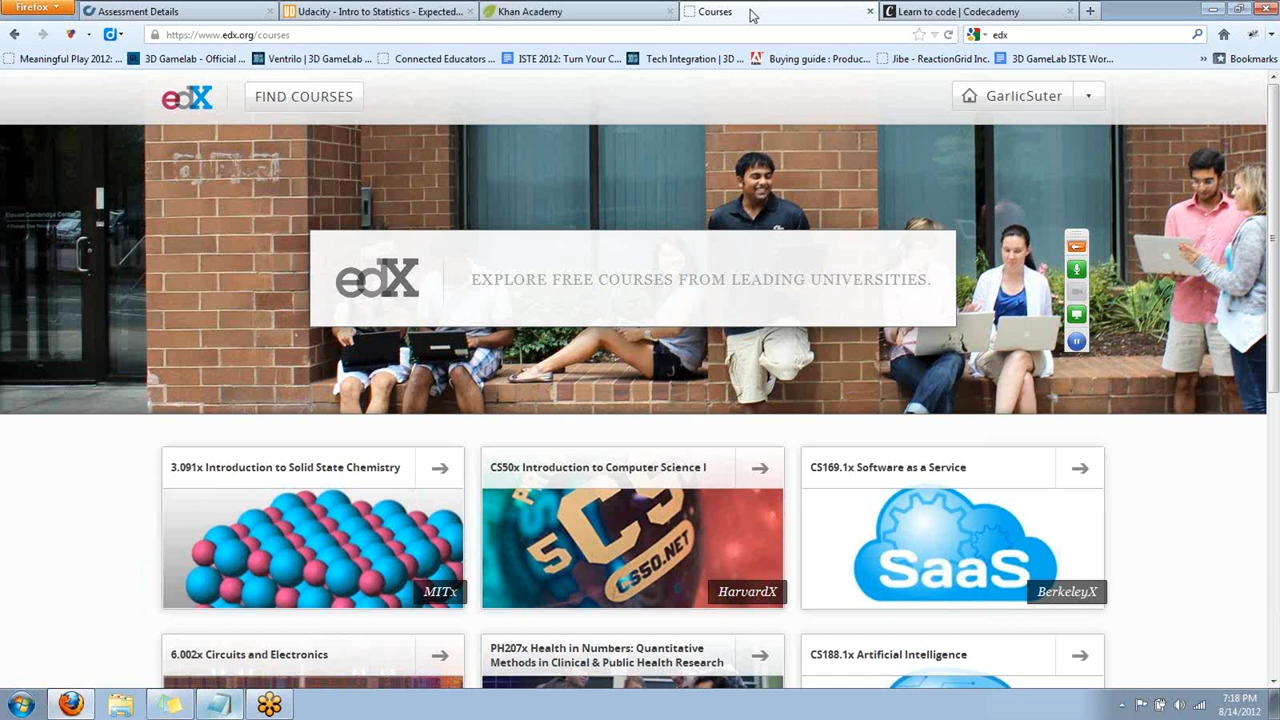 Firefox
Assessment Details
Udacity - Intro to Statistics - Expected...
Khan Academy
Courses
Learn to code | Codecademy
https://www.edx.org/courses
edx
Meaningful Play 2012: ...
3D Gamelab - Official ...
Ventrilo | 3D GameLab ...
Connected Educators ...
ISTE 2012: Turn Your C...
Tech Integration | 3D ...
Buying guide : Produc...
Jibe - ReactionGrid Inc.
3D GameLab ISTE Wor...
Bookmarks
edX
FIND COURSES
GarlicSuter
edX
EXPLORE FREE COURSES FROM LEADING UNIVERSITIES.
3.091x Introduction to Solid State Chemistry
CS50x Introduction to Computer Science I
CS169.1x Software as a Service
MITx
CS
5
CS50.NET
HarvardX
SaaS
BerkeleyX
6.002x Circuits and Electronics
PH207x Health in Numbers: Quantitative
Methods in Clinical & Public Health Research
CS188.1x Artificial Intelligence
7:18 PM
8/14/2012